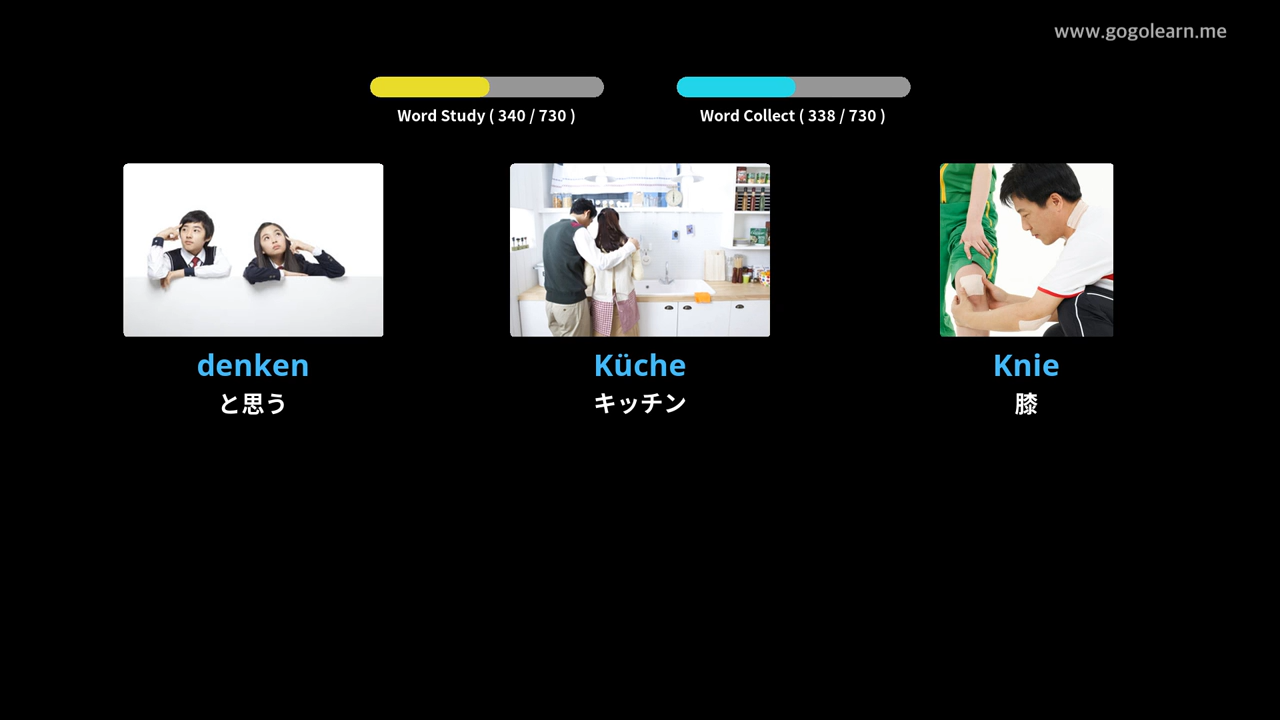 www.gogolearn.me
Word Study ( 340 / 730 )
Word Collect ( 338 / 730 )
denken
Küche
Knie
と思う
キッチン
膝